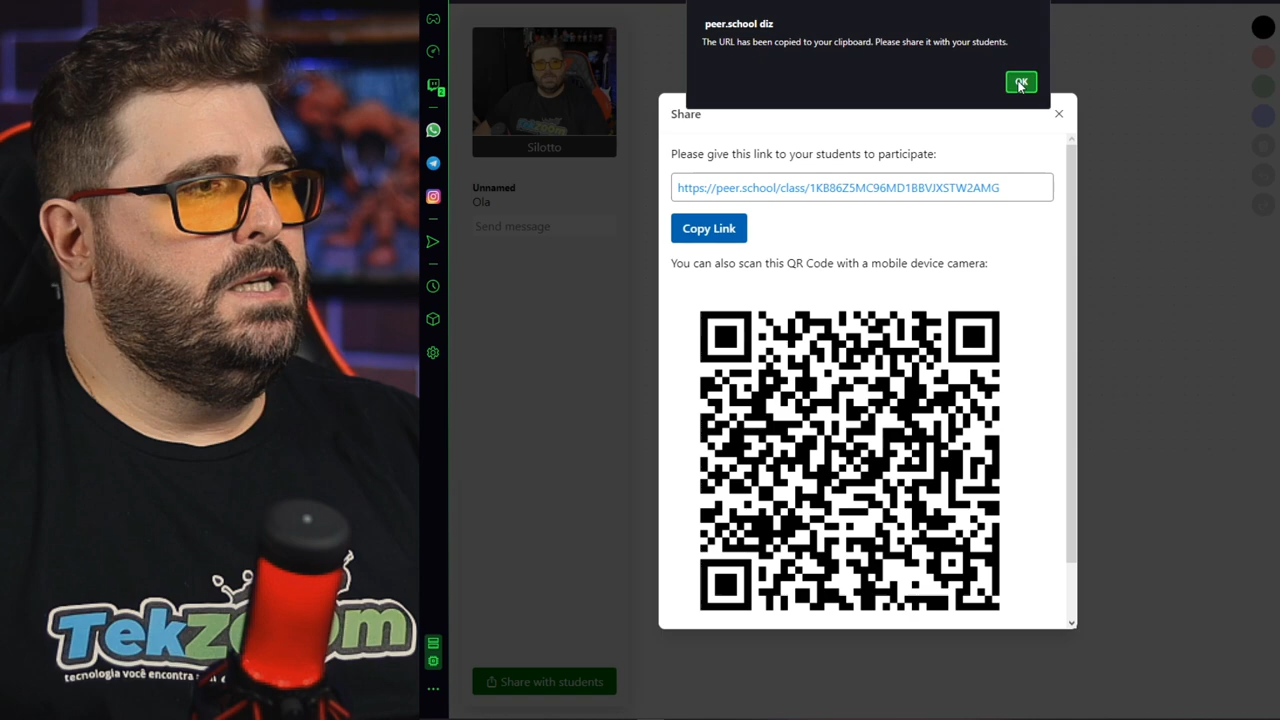 peer.school diz
The URL has been copied to your clipboard. Please share it with your students.
OK
Share
Please give this link to your students to participate:
https://peer.school/class/1KB86Z5MC96MD1BBVJXSTW2AMG
Copy Link
You can also scan this QR Code with a mobile device camera:
Silotto
Unnamed
Ola
Send message
Share with students
2
Tekzoom
tecnologia você encontra